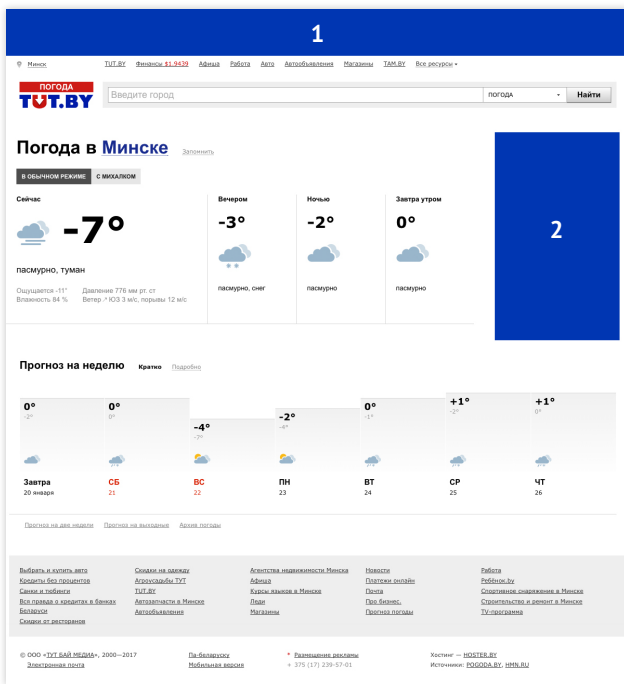 1
Минск TUT.BY Финансы $1.9439 Афиша Работа Авто Автообъявления Магазины TAM.BY Все ресурсы
ПОГОДА
TUT.BY
Введите город ПОГОДА Найти
Погода в Минске Запомнить
В ОБЫЧНОМ РЕЖИМЕ С МИХАЛКОМ
Сейчас Вечером Ночью Завтра утром
-7° -3° -2° 0°
2
пасмурно, туман
пасмурно, снег пасмурно пасмурно
Ощущается -11° Давление 776 мм рт. ст
Влажность 84 % Ветер ЮЗ 3 м/с, порывы 12 м/с
Прогноз на неделю Кратко Подробно
0° 0° -4° -2° 0° +1° +1°
-2° 0° -7° -4° -1° -2° 0°
Завтра СБ ВС ПН ВТ СР ЧТ
20 января 21 22 23 24 25 26
Прогноз на две недели Прогноз на выходные Архив погоды
Выбрать и купить авто Скидки на одежду Агентства недвижимости Минска Новости Работа
Кредиты без процентов Агроусадьбы ТУТ Афиша Платежи онлайн Ребёнок.by
Санки и тюбинги TUT.BY Курсы языков в Минске Почта Спортивное снаряжение в Минске
Вся правда о кредитах в банках Автозапчасти в Минске Леди Про бизнес. Строительство и ремонт в Минске
Беларуси Автообъявления Магазины Прогноз погоды TV-программа
Скидки от ресторанов
© ООО «ТУТ БАЙ МЕДИА», 2000—2017 Па-беларуску * Размещение рекламы Хостинг — HOSTER.BY
Электронная почта Мобильная версия + 375 (17) 239-57-01 Источники: POGODA.BY, HMN.RU